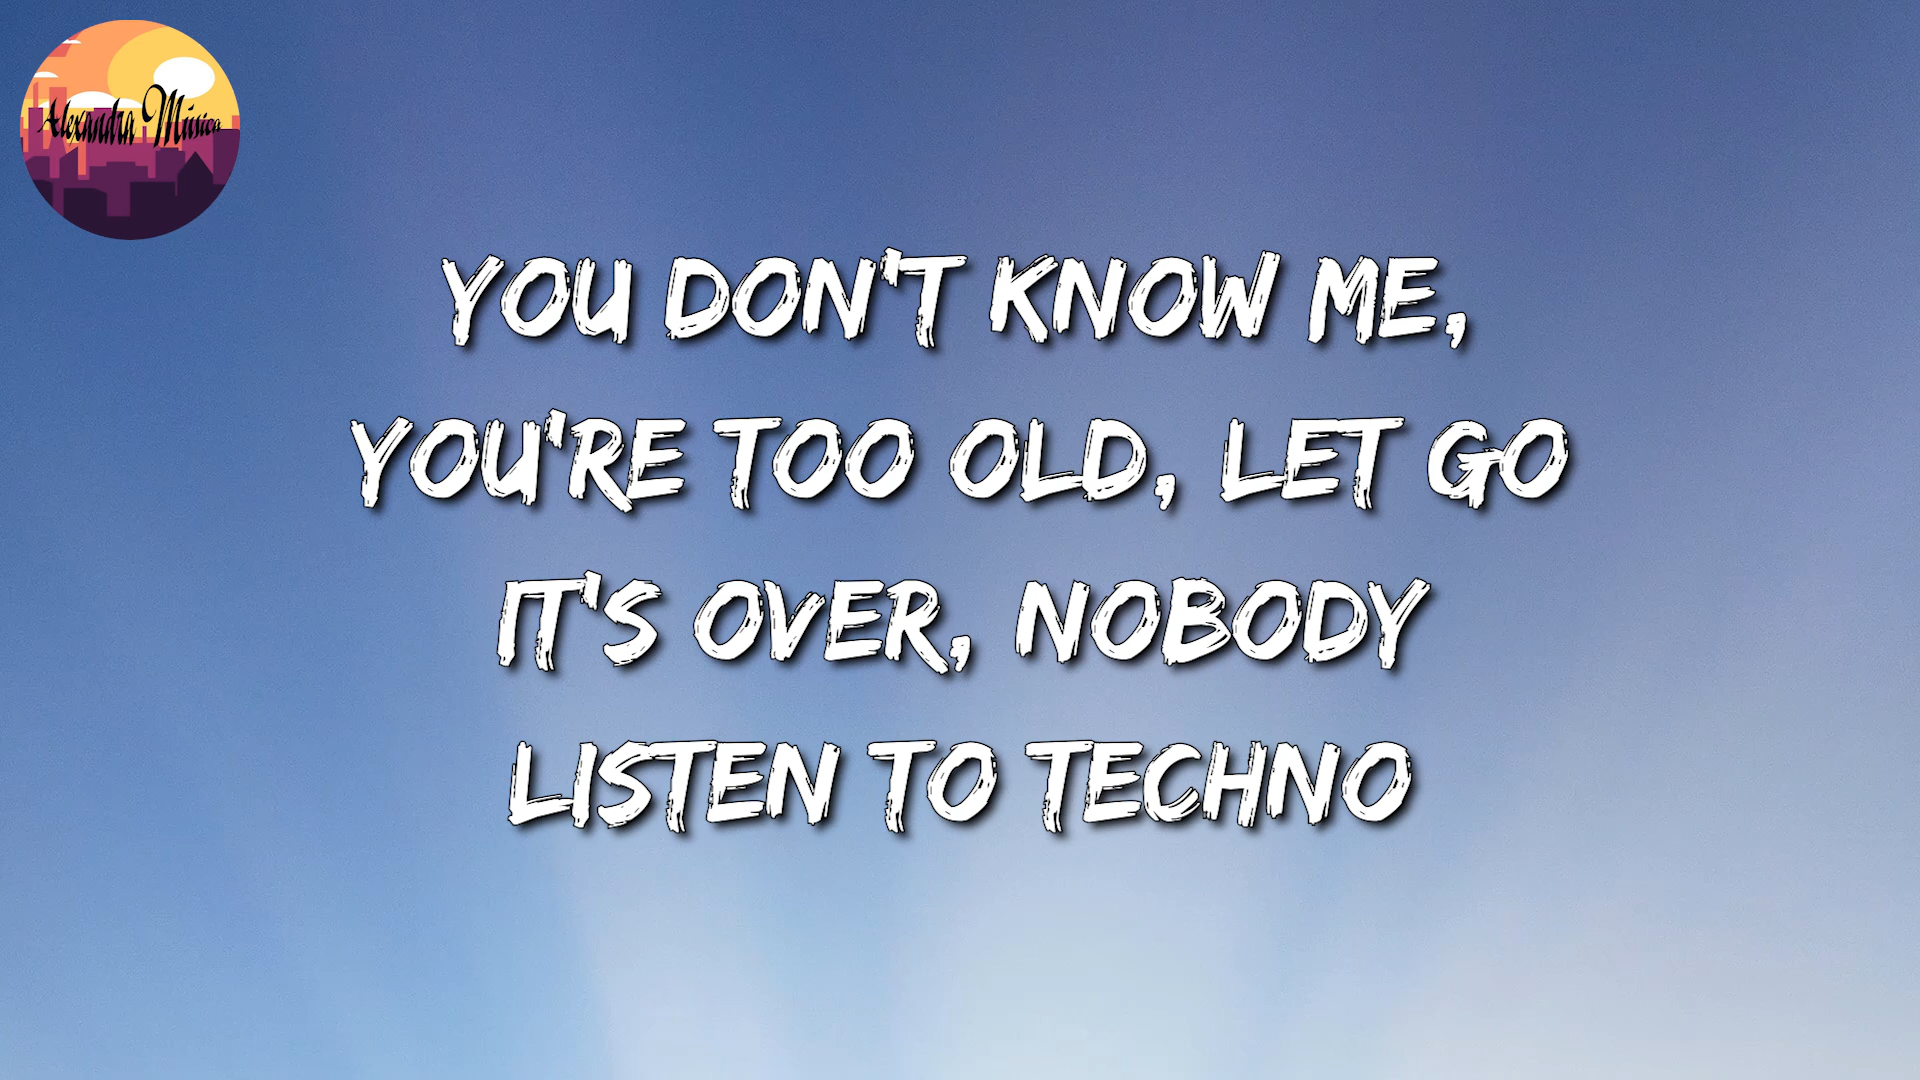 Alexandra Música
YOU DON'T KNOW ME,
YOU'RE TOO OLD, LET GO
IT'S OVER, NOBODY
LISTEN TO TECHNO